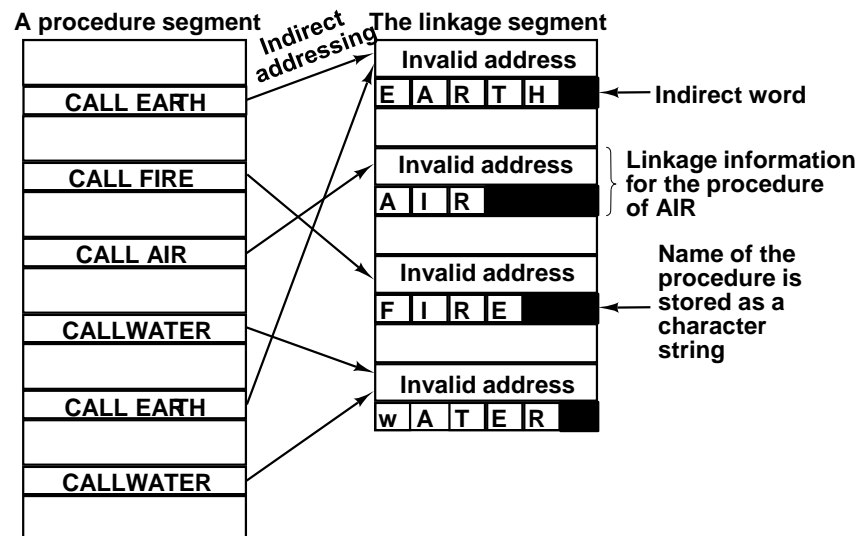 A procedure segment
Indirect
addressing
The linkage segment
CALL EARTH
CALL FIRE
CALL AIR
CALLWATER
CALL EARTH
CALLWATER
Invalid address
E A R T H
Invalid address
A I R
Invalid address
F I R E
Invalid address
w A T E R
Indirect word
Linkage information
for the procedure
of AIR
Name of the
procedure is
stored as a
character
string